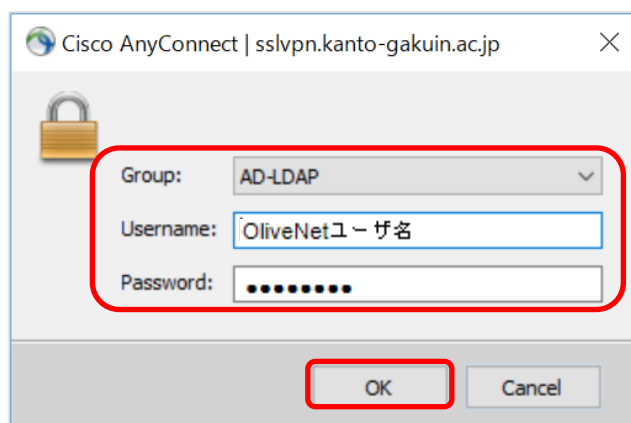 Cisco AnyConnect | sslvpn.kanto-gakuin.ac.jp
Group: AD-LDAP
Username: OliveNetユーザ名
Password: ●●●●●●●●
OK Cancel